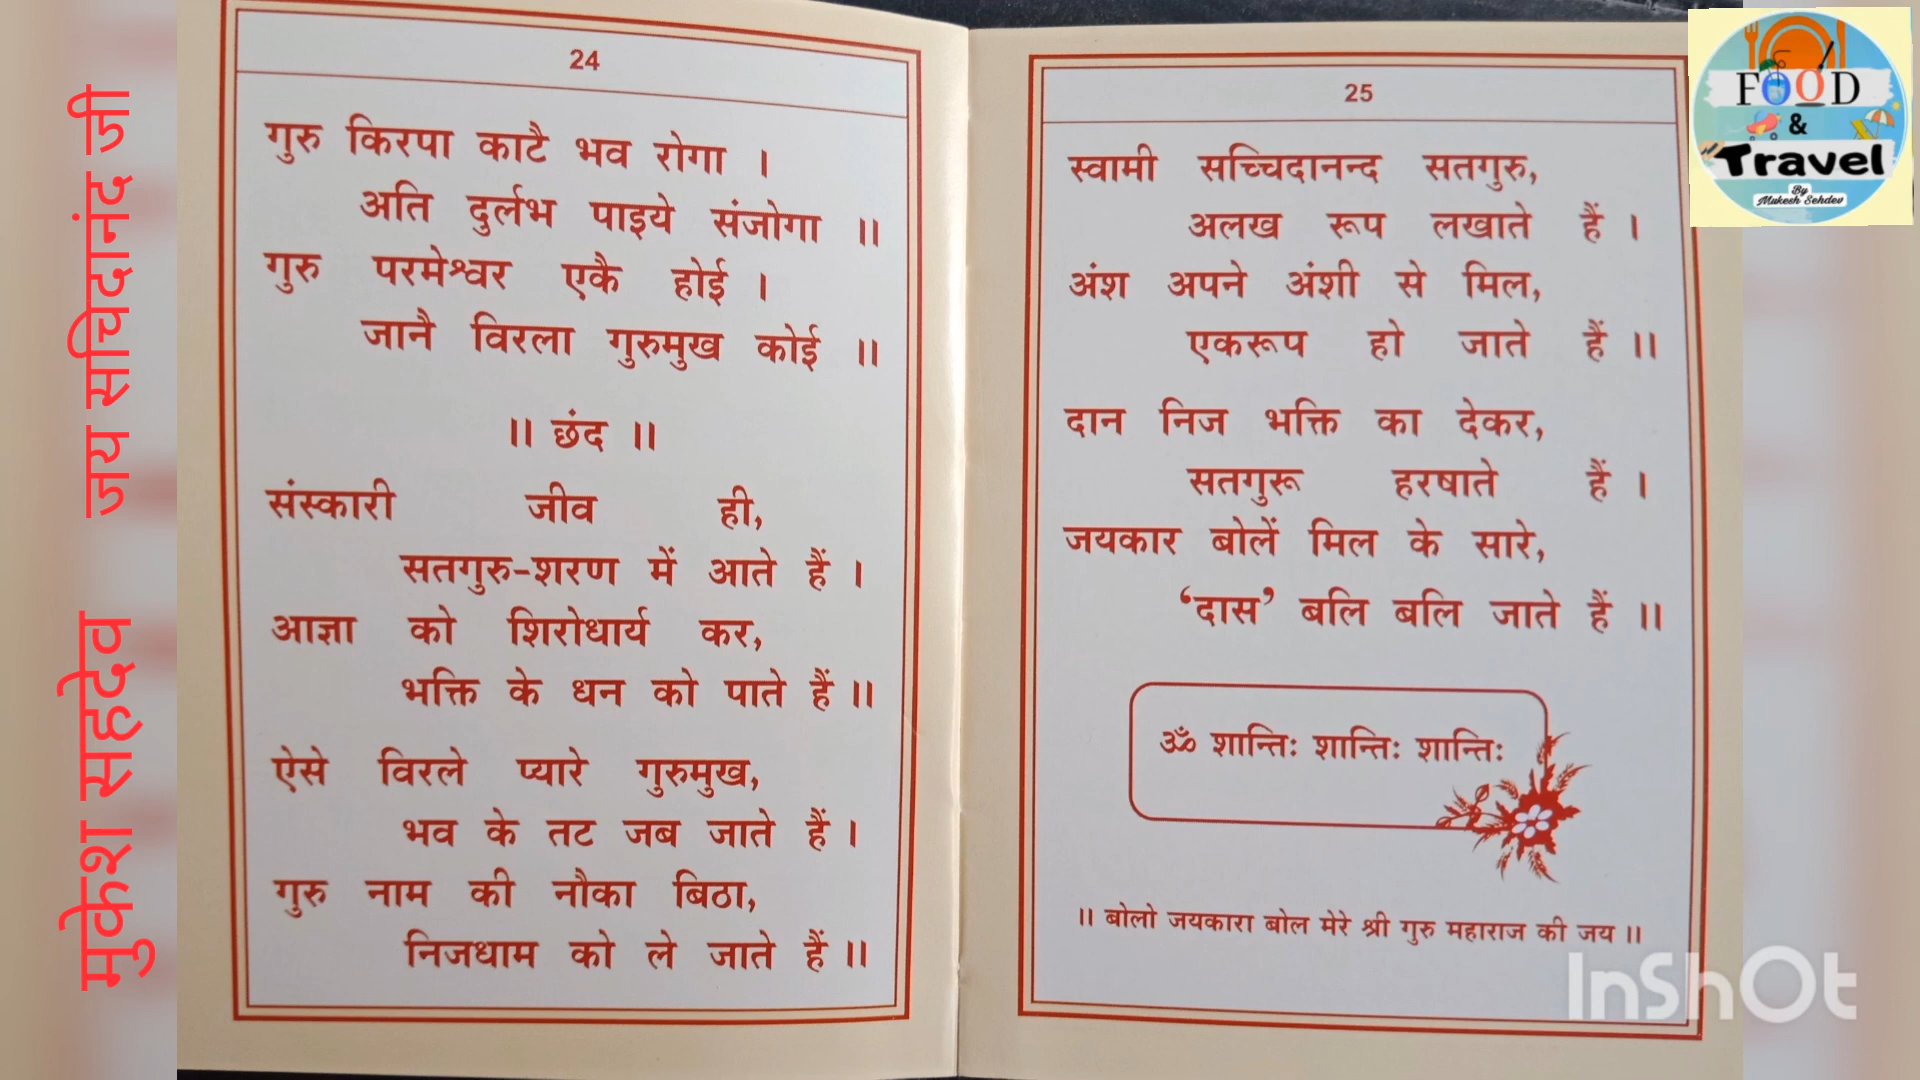 मुकेश सहदेव जय सचिदानंद जी
24
गुरु किरपा काटै भव रोगा ।
अति दुर्लभ पाइये संजोगा ॥
गुरु परमेश्वर एकै होई ।
जानै विरला गुरुमुख कोई ॥
॥ छंद ॥
संस्कारी जीव ही,
सतगुरु-शरण में आते हैं ।
आज्ञा को शिरोधार्य कर,
भक्ति के धन को पाते हैं ॥
ऐसे विरले प्यारे गुरुमुख,
भव के तट जब जाते हैं ।
गुरु नाम की नौका बिठा,
निजधाम को ले जाते हैं ॥
25
स्वामी सच्चिदानन्द सतगुरु,
अलख रूप लखाते हैं ।
अंश अपने अंशी से मिल,
एकरूप हो जाते हैं ॥
दान निज भक्ति का देकर,
सतगुरू हरषाते हैं ।
जयकार बोलें मिल के सारे,
‘दास’ बलि बलि जाते हैं ॥
ॐ शान्तिः शान्तिः शान्तिः
॥ बोलो जयकारा बोल मेरे श्री गुरु महाराज की जय ॥
FOOD
&
Travel
By
Mukesh Sehdev
InShOt